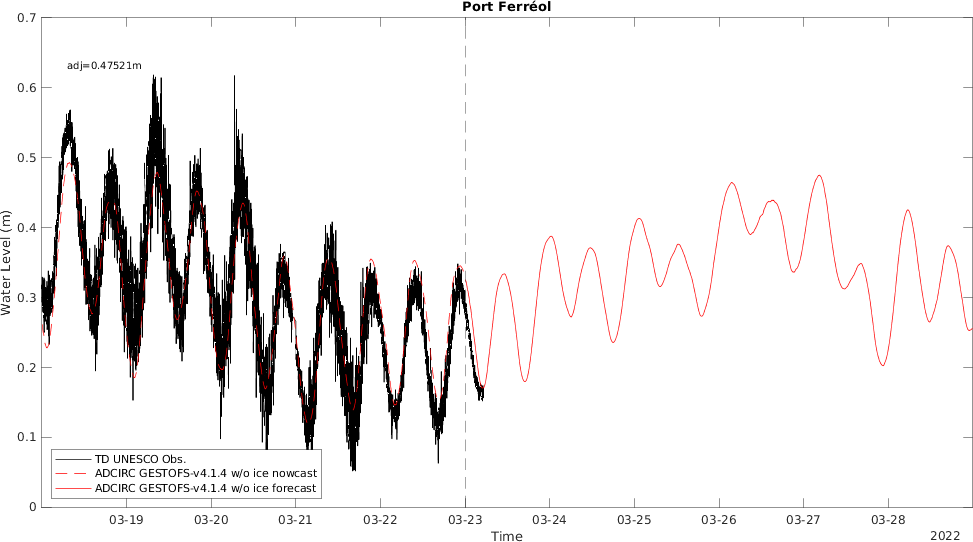 Port Ferréol
0.7
adj=0.47521m
0.6
0.5
0.4
Water Level (m)
0.3
0.2
0.1
TD UNESCO Obs.
ADCIRC GESTOFS-v4.1.4 w/o ice nowcast
ADCIRC GESTOFS-v4.1.4 w/o ice forecast
0
03-19 03-20 03-21 03-22 03-23 03-24 03-25 03-26 03-27 03-28
Time
2022